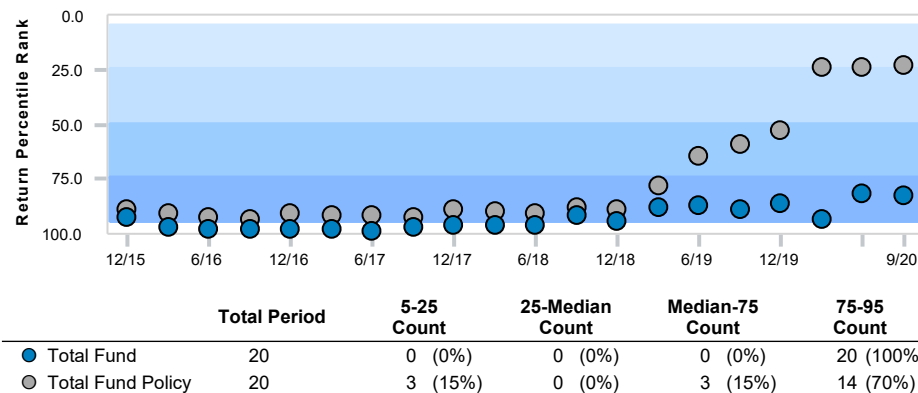 Return Percentile Rank
0.0
25.0
50.0
75.0
100.0
12/15 6/16 12/16 6/17 12/17 6/18 12/18 6/19 12/19 9/20
Total Period 5-25 Count 25-Median Count Median-75 Count 75-95 Count
Total Fund 20 0 (0%) 0 (0%) 0 (0%) 20 (100%
Total Fund Policy 20 3 (15%) 0 (0%) 3 (15%) 14 (70%)